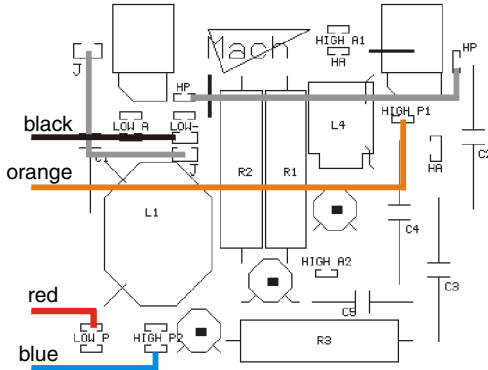 HIGH A1
Mach
HP
J
HA
HP
HIGH P1
black
LOW A
LOW-
L4
C1
J
C2
orange
R2
R1
HA
L1
C4
HIGH A2
C3
red
C5
LOW P
HIGH P2
R3
blue